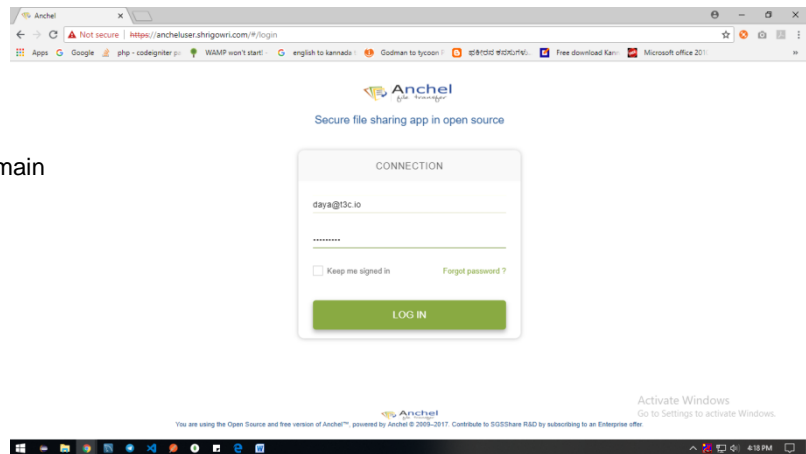 Anchel
Not secure | https://ancheluser.shrigowri.com/#/login
Apps Google php - codeigniter pa WAMP won't start! - english to kannada t Godman to tycoon Free download Kann Microsoft office 201
Anchel
file transfer
Secure file sharing app in open source
main
CONNECTION
daya@t3c.io
•••••••••
Keep me signed in Forgot password ?
LOG IN
Activate Windows
Go to Settings to activate Windows.
Anchel
You are using the Open Source and free version of Anchel™, powered by Anchel © 2009–2017. Contribute to SGSShare R&D by subscribing to an Enterprise offer.
4:18 PM